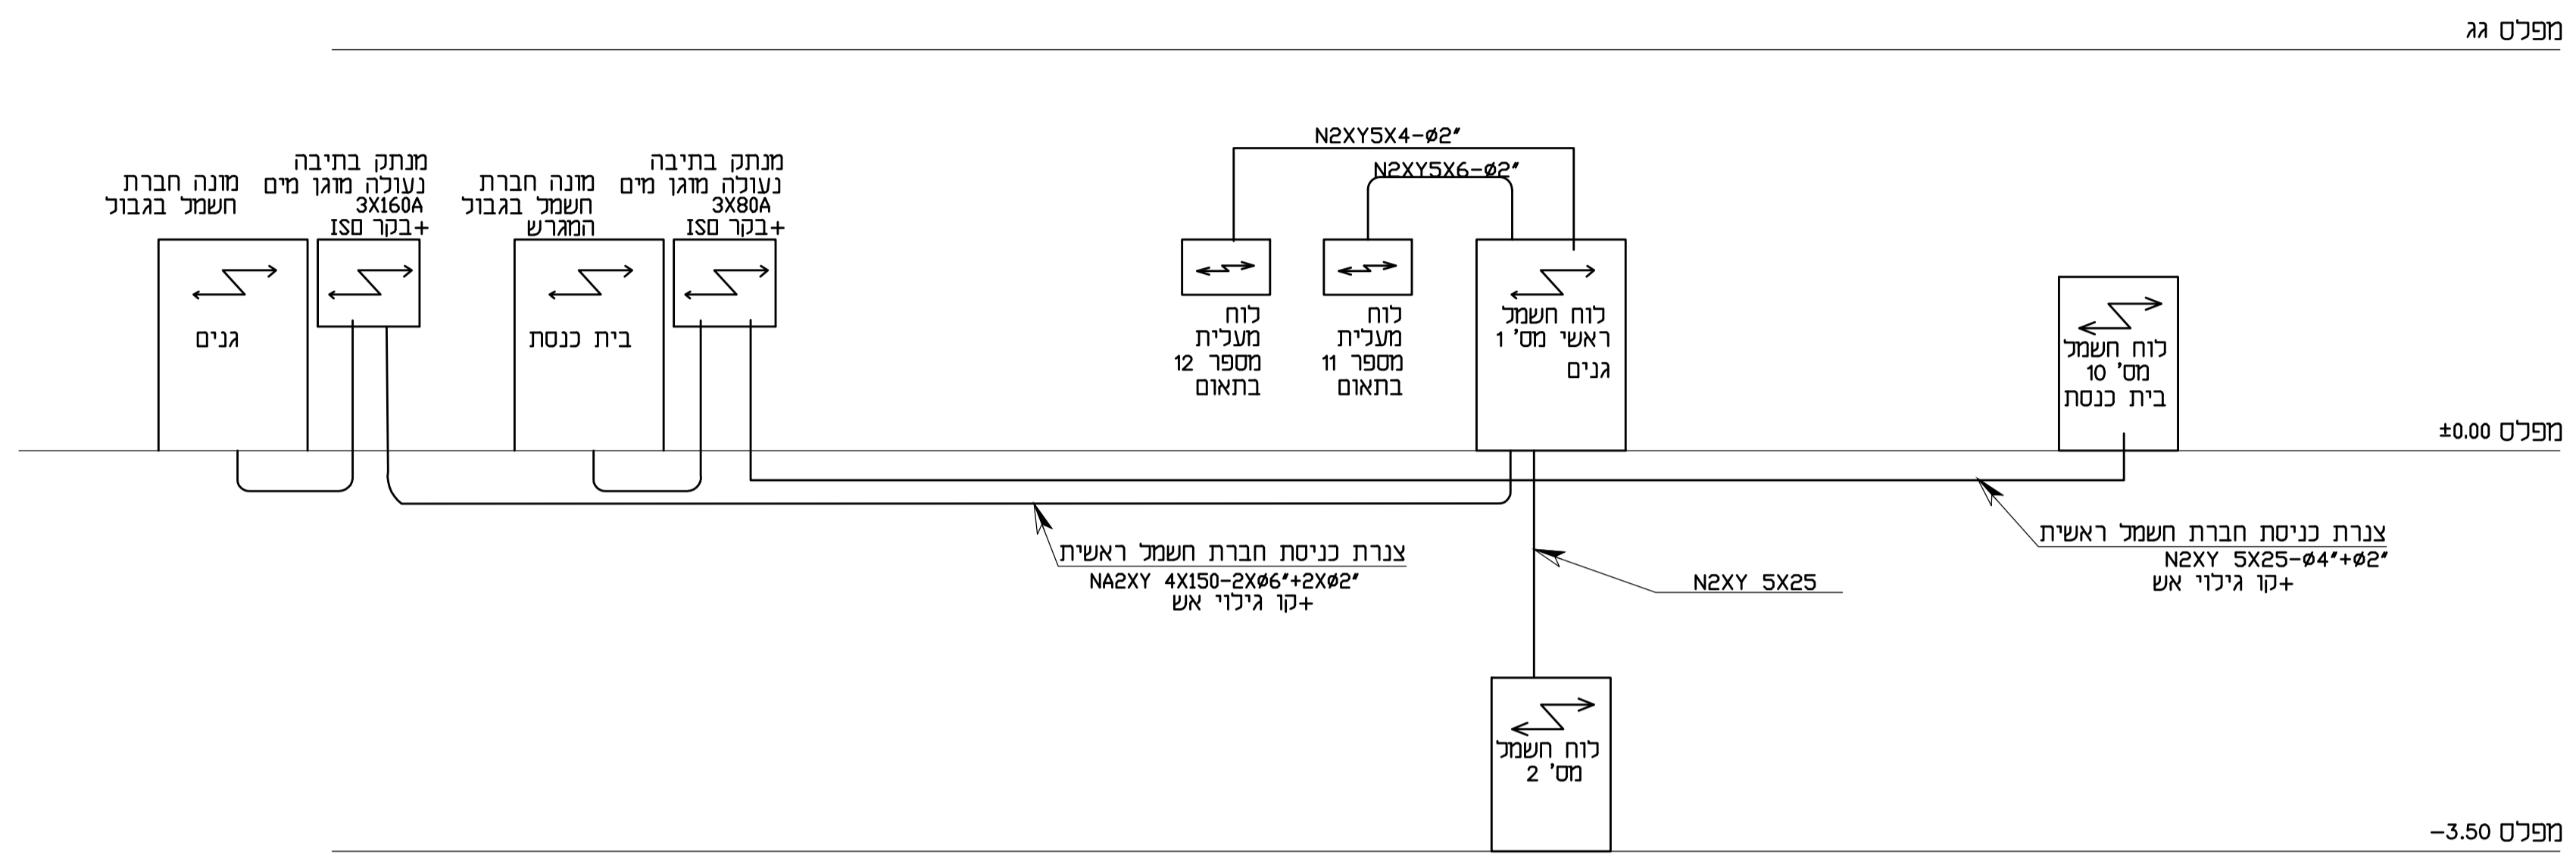 מפלס גג
N2XY5X4-ø2"
N2XY5X6-ø2"
מונה חברת
חשמל בגבול
מנתק בתיבה
נעולה מוגן מים
3X160A
+בקר ISם
מונה חברת
חשמל בגבול
המגרש
מנתק בתיבה
נעולה מוגן מים
3X80A
+בקר ISם
גנים
בית כנסת
לוח
מעלית
מספר 12
בתאום
לוח
מעלית
מספר 11
בתאום
לוח חשמל
ראשי מס' 1
גנים
לוח חשמל
מס' 10
בית כנסת
מפלס ±0.00
צנרת כניסת חברת חשמל ראשית
NA2XY 4X150-2Xø6"+2Xø2"
+קו גילוי אש
N2XY 5X25
צנרת כניסת חברת חשמל ראשית
N2XY 5X25-ø4"+ø2"
+קו גילוי אש
לוח חשמל
מס' 2
מפלס -3.50